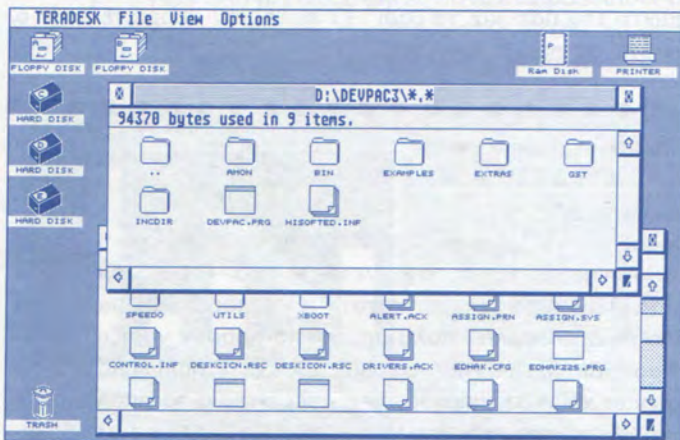 TERADESK File View Options
FLOPPY DISK
FLOPPY DISK
Ram Disk
PRINTER
HARD DISK
HARD DISK
HARD DISK
TRASH
D:\DEVPAC3\*.*
94370 bytes used in 9 items.
..
AMON
BIN
EXAMPLES
EXTRAS
GST
INCDIR
DEVPAC.PRG
HISOFTED.INF
SPEEDO
UTILS
XBOOT
ALERT.ACX
ASSIGN.PRN
ASSIGN.SYS
CONTROL.INF
DESKCICN.RSC
DESKICON.RSC
DRIVERS.ACX
EDHAK.CFG
EDHAK225.PRG